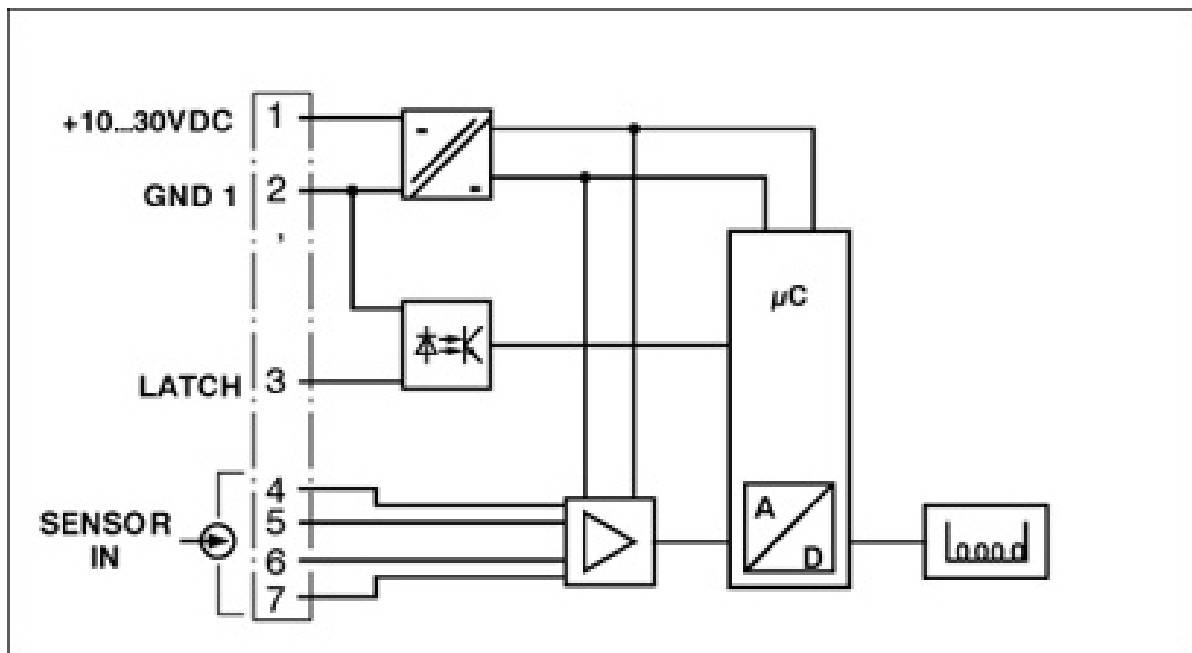 +10...30VDC 1
GND 1 2
LATCH 3
4
SENSOR 5
IN 6
7
µC
A
D